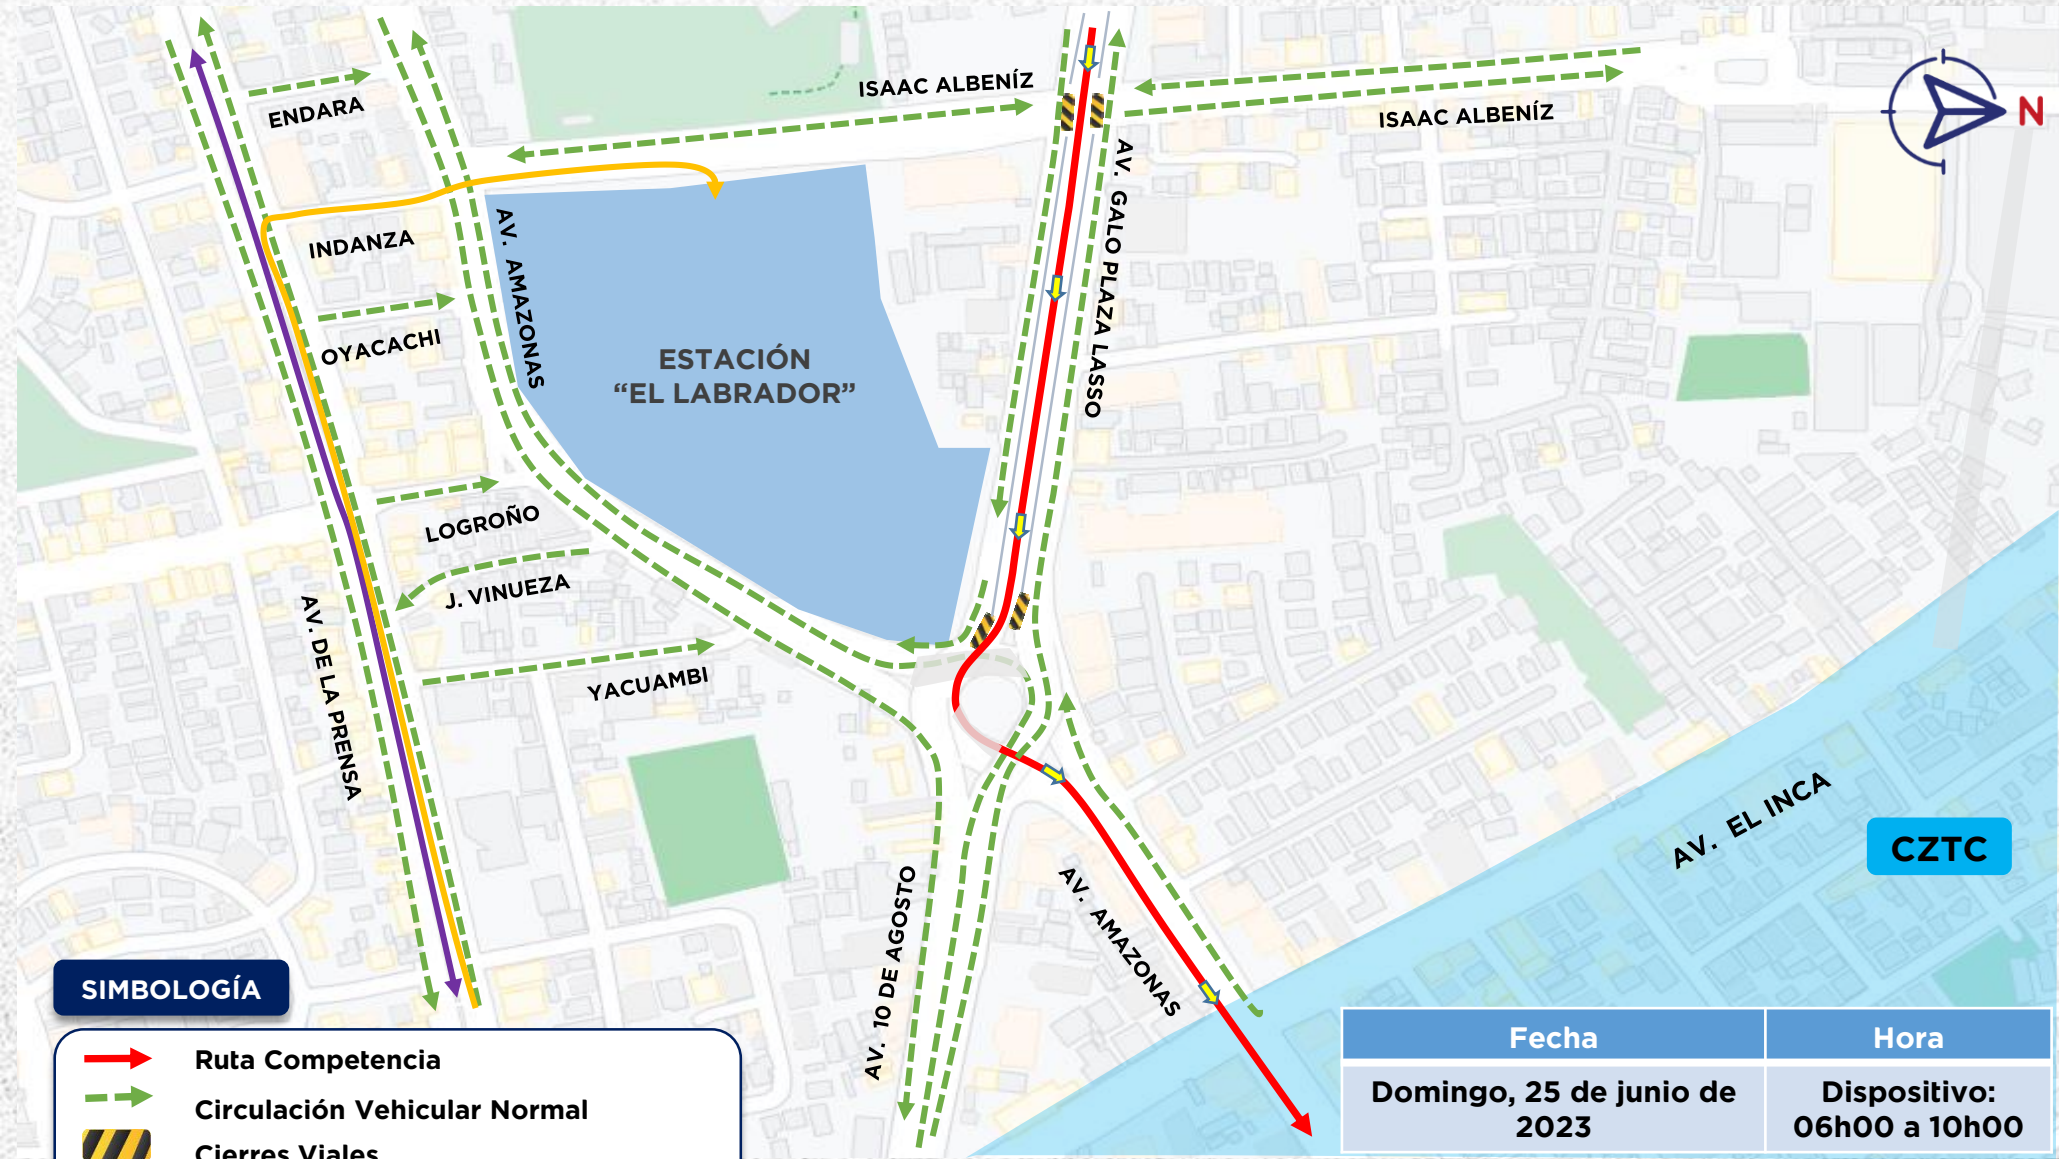 ISAAC ALBENÍZ
ENDARA
ISAAC ALBENÍZ
N
AV. GALO PLAZA LASSO
INDANZA
AV. AMAZONAS
OYACACHI
ESTACIÓN
“EL LABRADOR”
LOGROÑO
J. VINUEZA
AV. DE LA PRENSA
YACUAMBI
AV. EL INCA
CZTC
AV. 10 DE AGOSTO
AV. AMAZONAS
SIMBOLOGÍA
Ruta Competencia
Circulación Vehicular Normal
Cierres Viales
Fecha
Hora
Domingo, 25 de junio de
2023
Dispositivo:
06h00 a 10h00